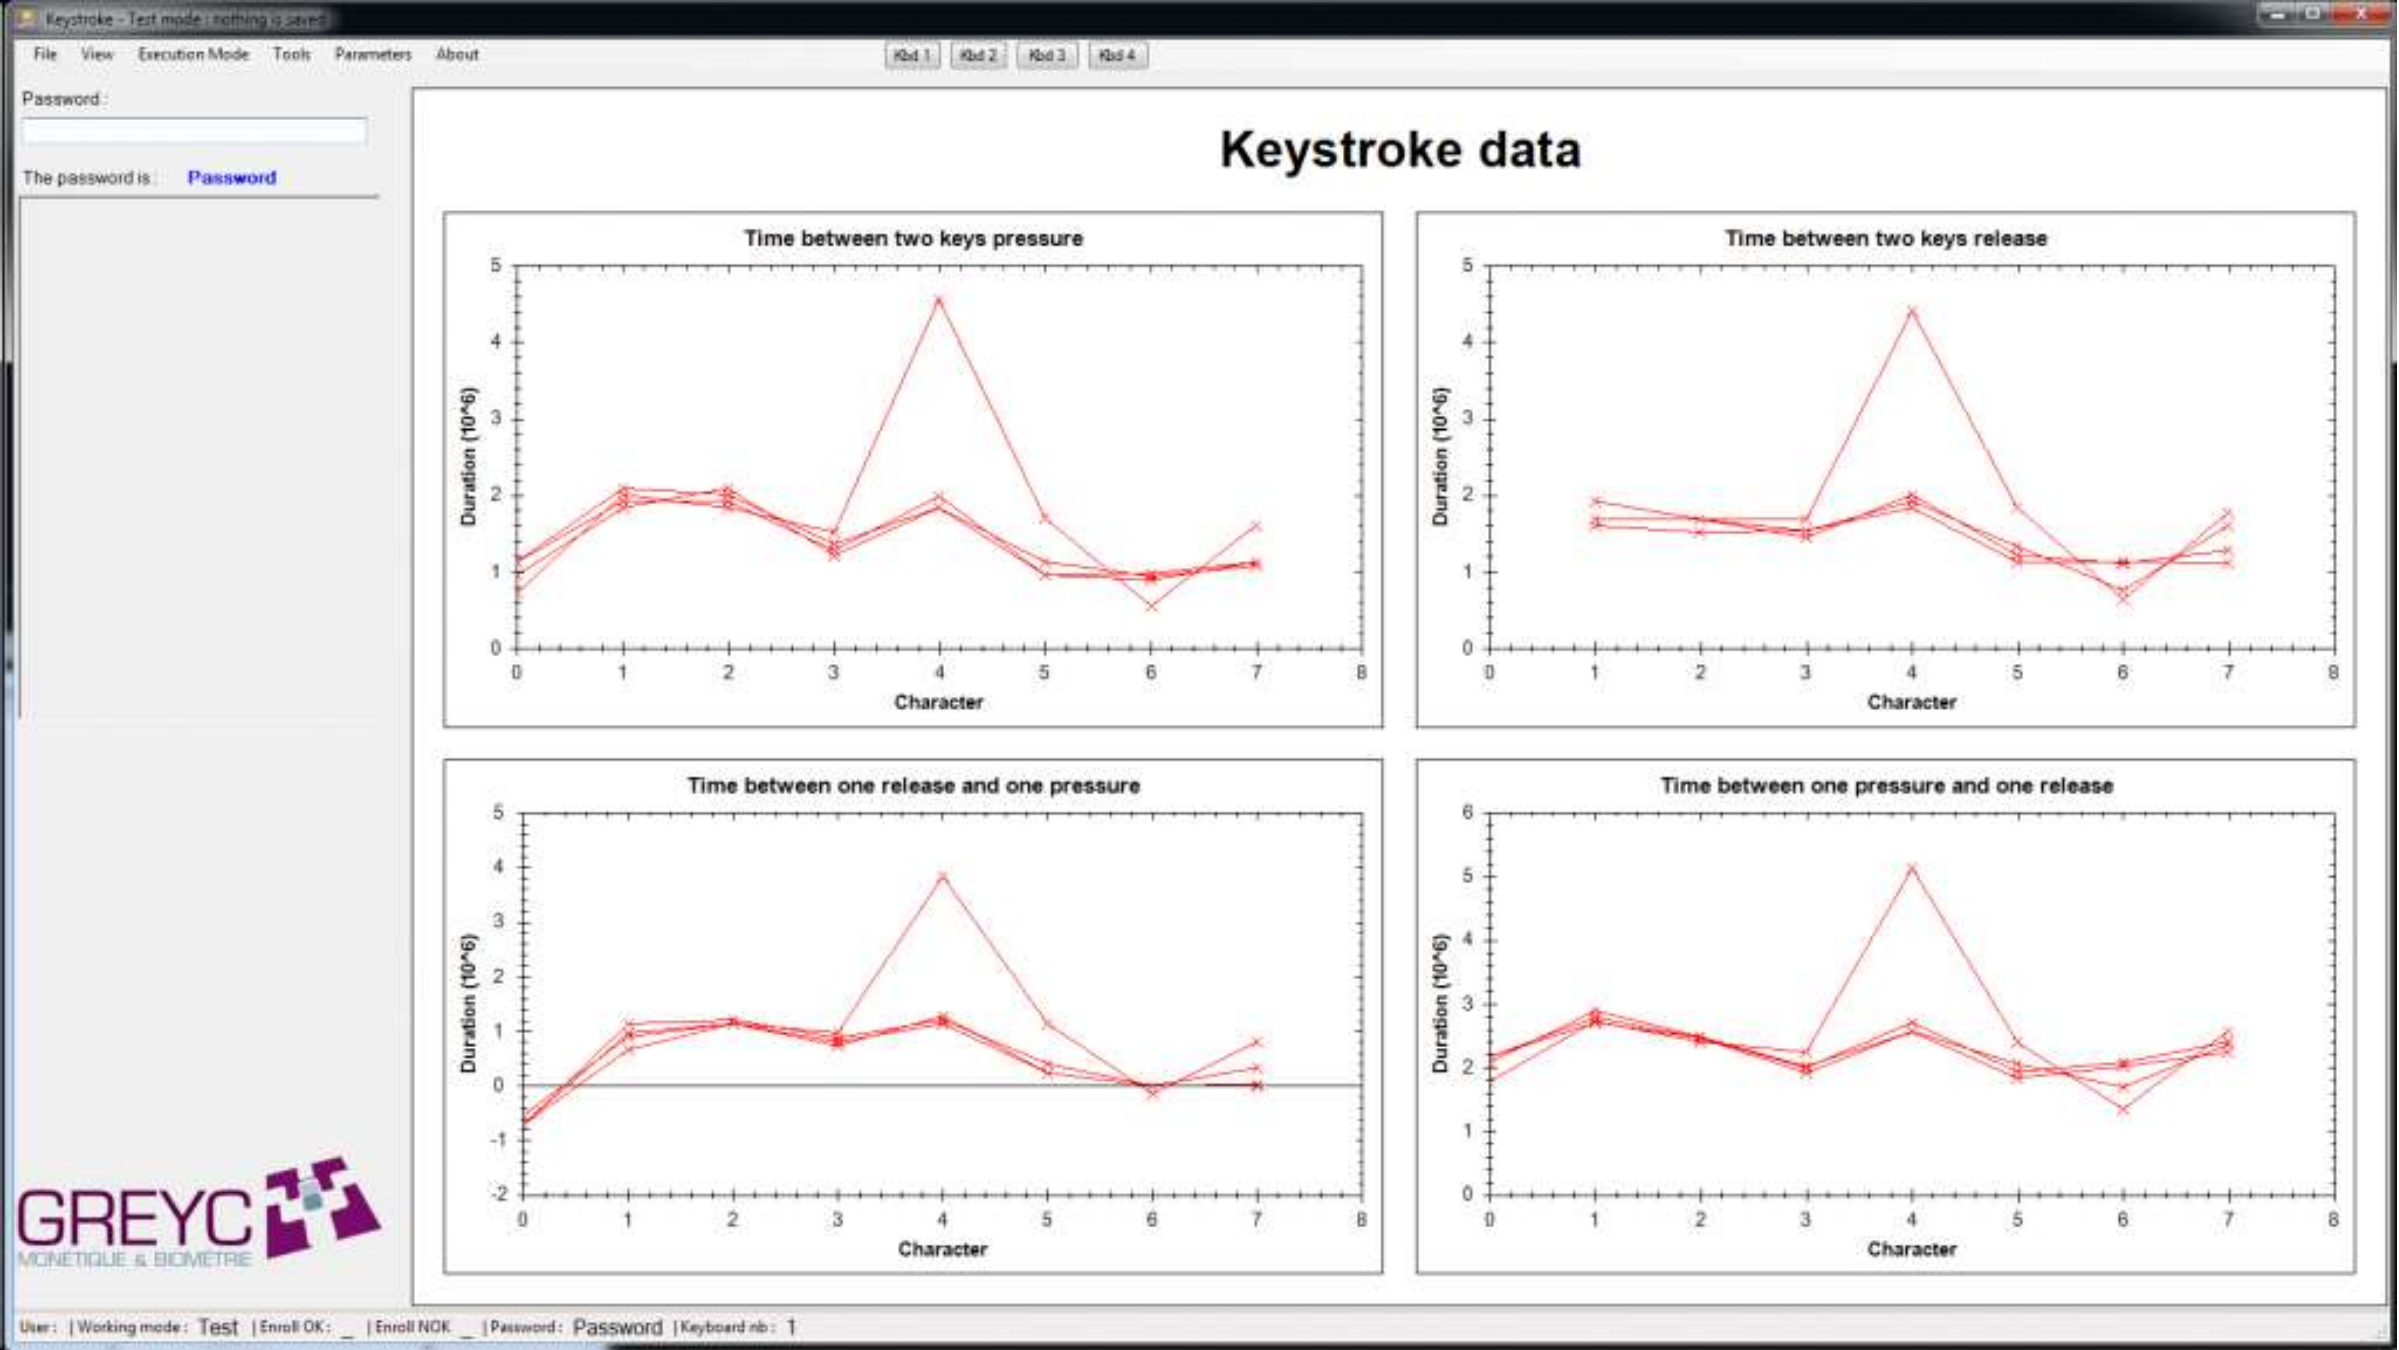 Keystroke - Test mode : nothing is saved
File View Execution Mode Tools Parameters About Kbd 1 Kbd 2 Kbd 3 Kbd 4
Password :
The password is : Password
Keystroke data
Time between two keys pressure
5
4
3
2
1
0
Duration (10^6)
0 1 2 3 4 5 6 7 8
Character
Time between two keys release
5
4
3
2
1
0
Duration (10^6)
0 1 2 3 4 5 6 7 8
Character
Time between one release and one pressure
5
4
3
2
1
0
-1
-2
Duration (10^6)
0 1 2 3 4 5 6 7 8
Character
Time between one pressure and one release
6
5
4
3
2
1
0
Duration (10^6)
0 1 2 3 4 5 6 7 8
Character
GREYC
MONÉTIQUE & BIOMÉTRIE
User : | Working mode : Test | Enroll OK : _ | Enroll NOK _ | Password : Password | Keyboard nb : 1